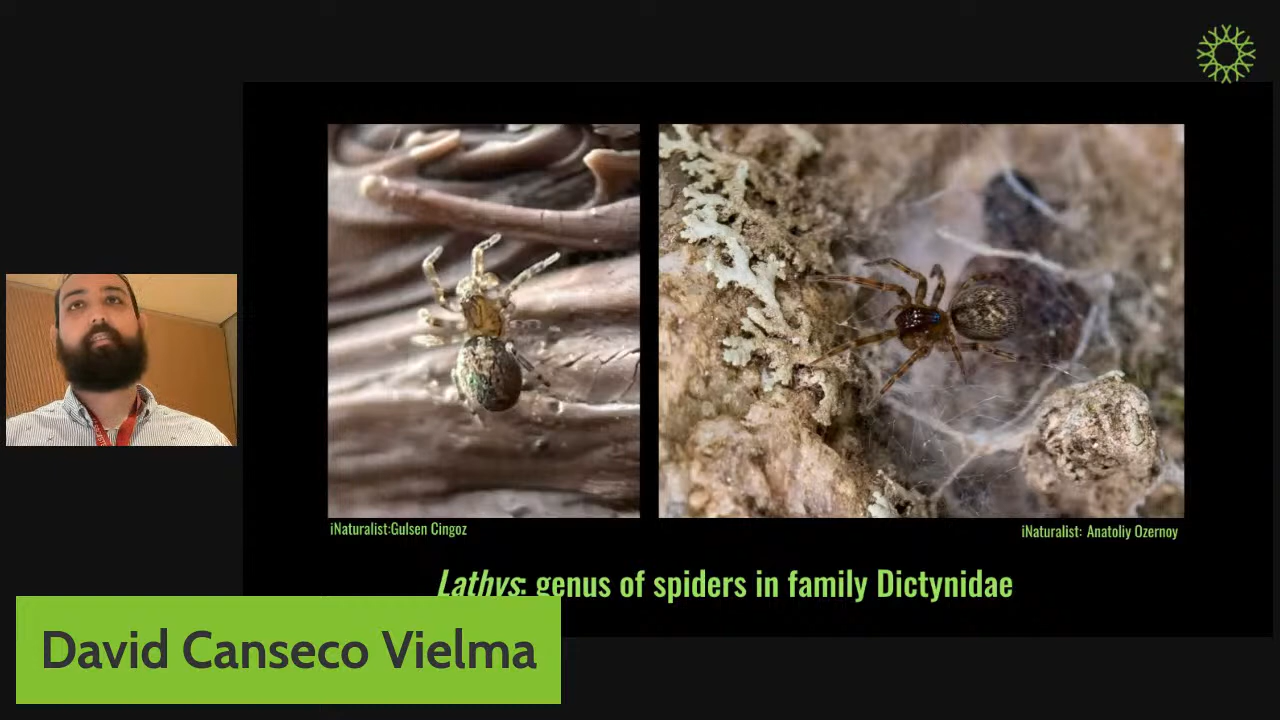 iNaturalist:Gulsen Cingoz
iNaturalist: Anatoliy Ozernoy
Lathys: genus of spiders in family Dictynidae
David Canseco Vielma